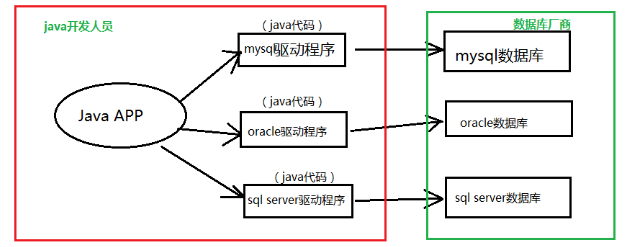 java开发人员
数据库厂商
（java代码）
mysql驱动程序
mysql数据库
Java APP
（java代码）
oracle驱动程序
oracle数据库
（java代码）
sql server驱动程序
sql server数据库